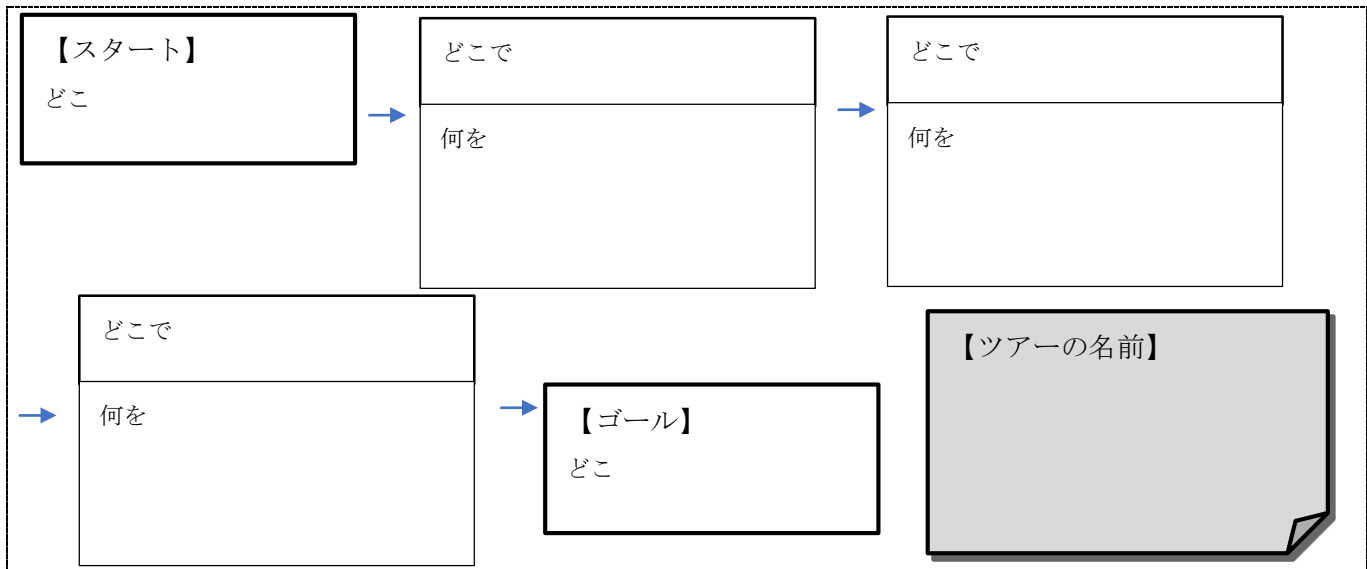 【スタート】
どこ
どこで
何を
どこで
何を
どこで
何を
【ゴール】
どこ
【ツアーの名前】